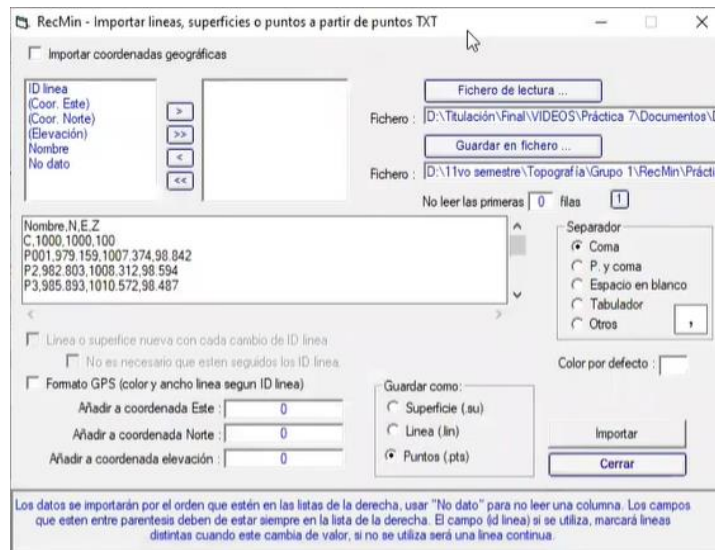 RecMin - Importar lineas, superficies o puntos a partir de puntos TXT
Importar coordenadas geográficas
ID linea
(Coor. Este)
(Coor. Norte)
(Elevación)
Nombre
No dato
>
>>
<
<<
Fichero de lectura ...
Fichero : D:\Titulación\Final\VIDEOS\Práctica 7\Documentos\
Guardar en fichero ...
Fichero : D:\11vo semestre\Topografía\Grupo 1\RecMin\Prácti
No leer las primeras 0 filas 1
Nombre,N,E,Z
C,1000,1000,100
P001,979.159,1007.374,98.842
P2,982.803,1008.312,98.594
P3,985.893,1010.572,98.487
Separador
Coma
P. y coma
Espacio en blanco
Tabulador
Otros ,
Linea o superfice nueva con cada cambio de ID linea
No es necesario que esten seguidos los ID linea
Color por defecto :
Formato GPS (color y ancho linea segun ID linea)
Añadir a coordenada Este : 0
Añadir a coordenada Norte : 0
Añadir a coordenada elevación : 0
Guardar como:
Superficie (.su)
Linea (.lin)
Puntos (.pts)
Importar
Cerrar
Los datos se importarán por el orden que estén en las listas de la derecha, usar "No dato" para no leer una columna. Los campos
que esten entre parentesis deben de estar siempre en la lista de la derecha. El campo (id linea) si se utiliza, marcará lineas
distintas cuando este cambia de valor, si no se utiliza será una linea continua.